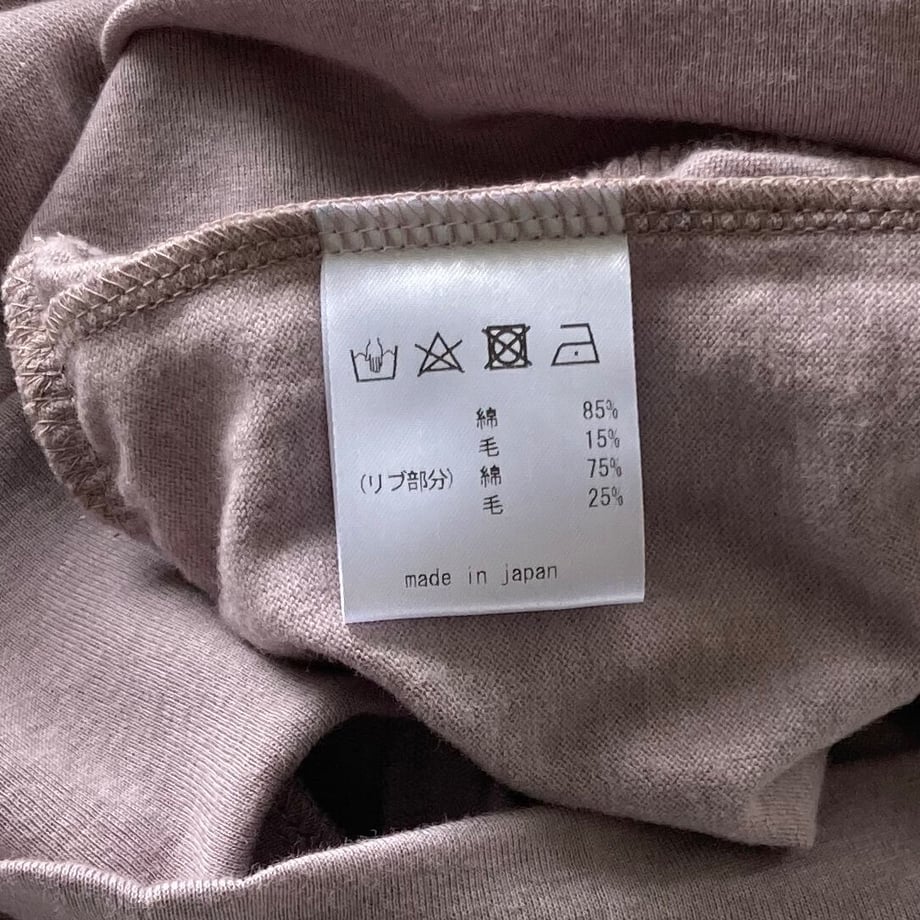 綿 85%
毛 15%
(リブ部分) 綿 75%
毛 25%
made in japan